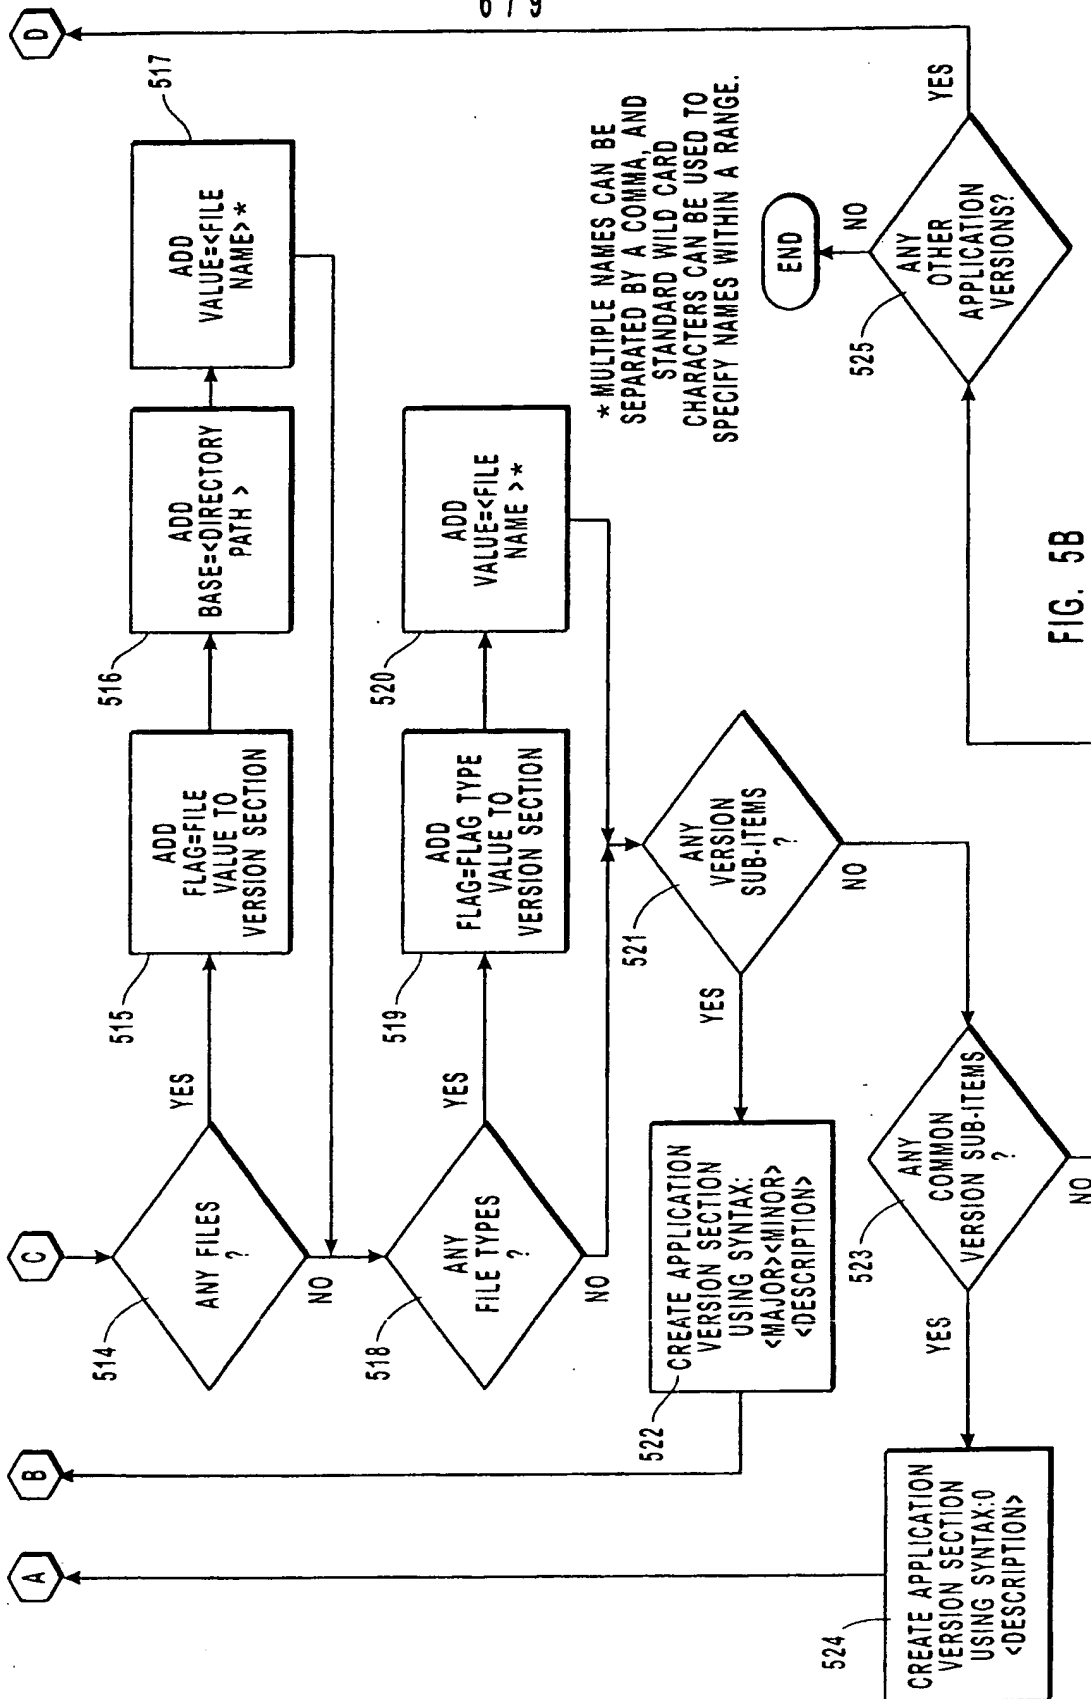 6 / 9
D
C
B
A
514
ANY FILES
?
YES
NO
515
ADD
FLAG=FILE
VALUE TO
VERSION SECTION
516
ADD
BASE=<DIRECTORY
PATH >
517
ADD
VALUE=<FILE
NAME>*
518
ANY
FILE TYPES
?
YES
NO
519
ADD
FLAG=FLAG TYPE
VALUE TO
VERSION SECTION
520
ADD
VALUE=<FILE
NAME >*
521
ANY
VERSION
SUB-ITEMS
?
YES
NO
522
CREATE APPLICATION
VERSION SECTION
USING SYNTAX:
<MAJOR><MINOR>
<DESCRIPTION>
523
ANY
COMMON
VERSION SUB-ITEMS
?
YES
NO
524
CREATE APPLICATION
VERSION SECTION
USING SYNTAX:0
<DESCRIPTION>
525
ANY
OTHER
APPLICATION
VERSIONS?
YES
NO
END
* MULTIPLE NAMES CAN BE
SEPARATED BY A COMMA, AND
STANDARD WILD CARD
CHARACTERS CAN BE USED TO
SPECIFY NAMES WITHIN A RANGE.
FIG. 5B